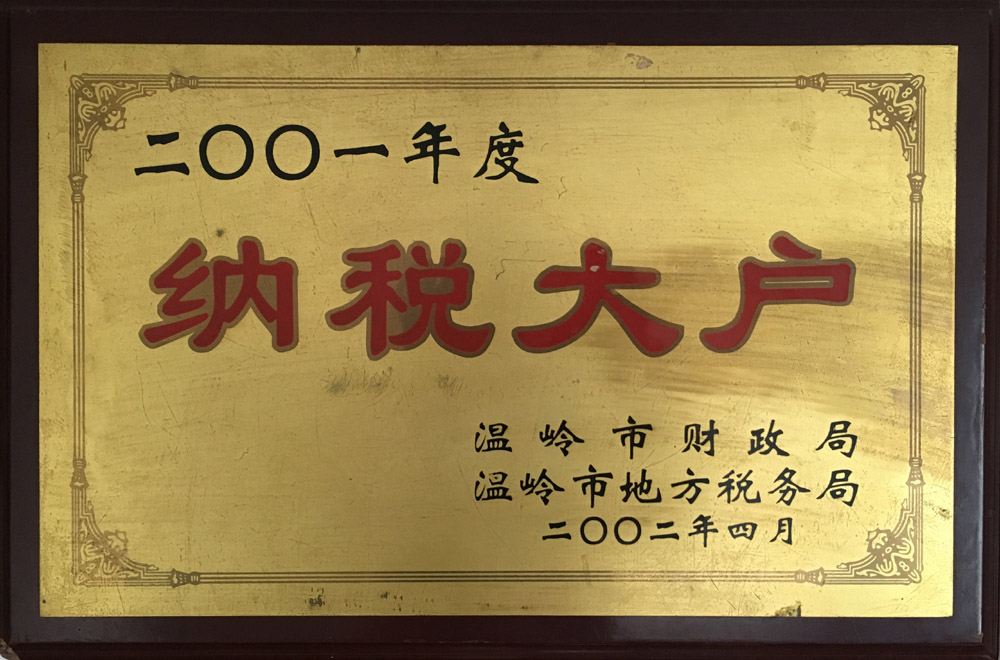 二〇〇一年度
纳税大户
温岭市财政局
温岭市地方税务局
二〇〇二年四月